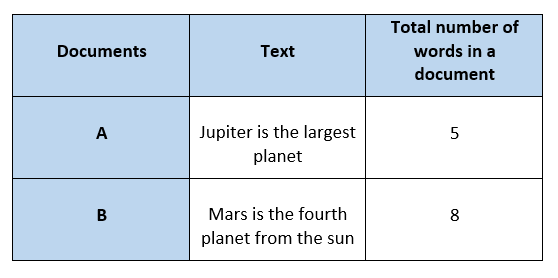 Documents
Text
Total number of
words in a
document
A
Jupiter is the largest
planet
5
B
Mars is the fourth
planet from the sun
8